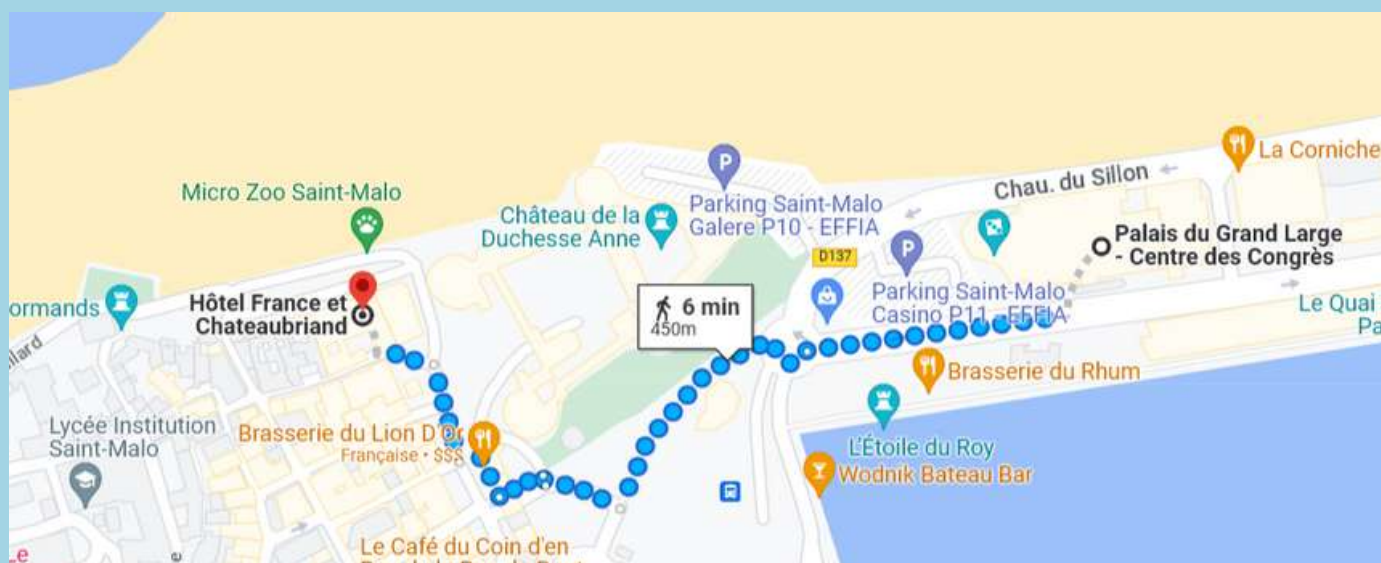 La Corniche
Chau. du Sillon
Micro Zoo Saint-Malo
Château de la
Duchesse Anne
Parking Saint-Malo
Galere P10 - EFFIA
Palais du Grand Large
- Centre des Congrès
D137
ormands
Hôtel France et
Chateaubriand
6 min
450m
Parking Saint-Malo
Casino P11 - EFFIA
Le Quai
Pa
llard
Brasserie du Rhum
Lycée Institution
Saint-Malo
Brasserie du Lion D'Or
Française • $$$
L'Étoile du Roy
Wodnik Bateau Bar
Le Café du Coin d'en